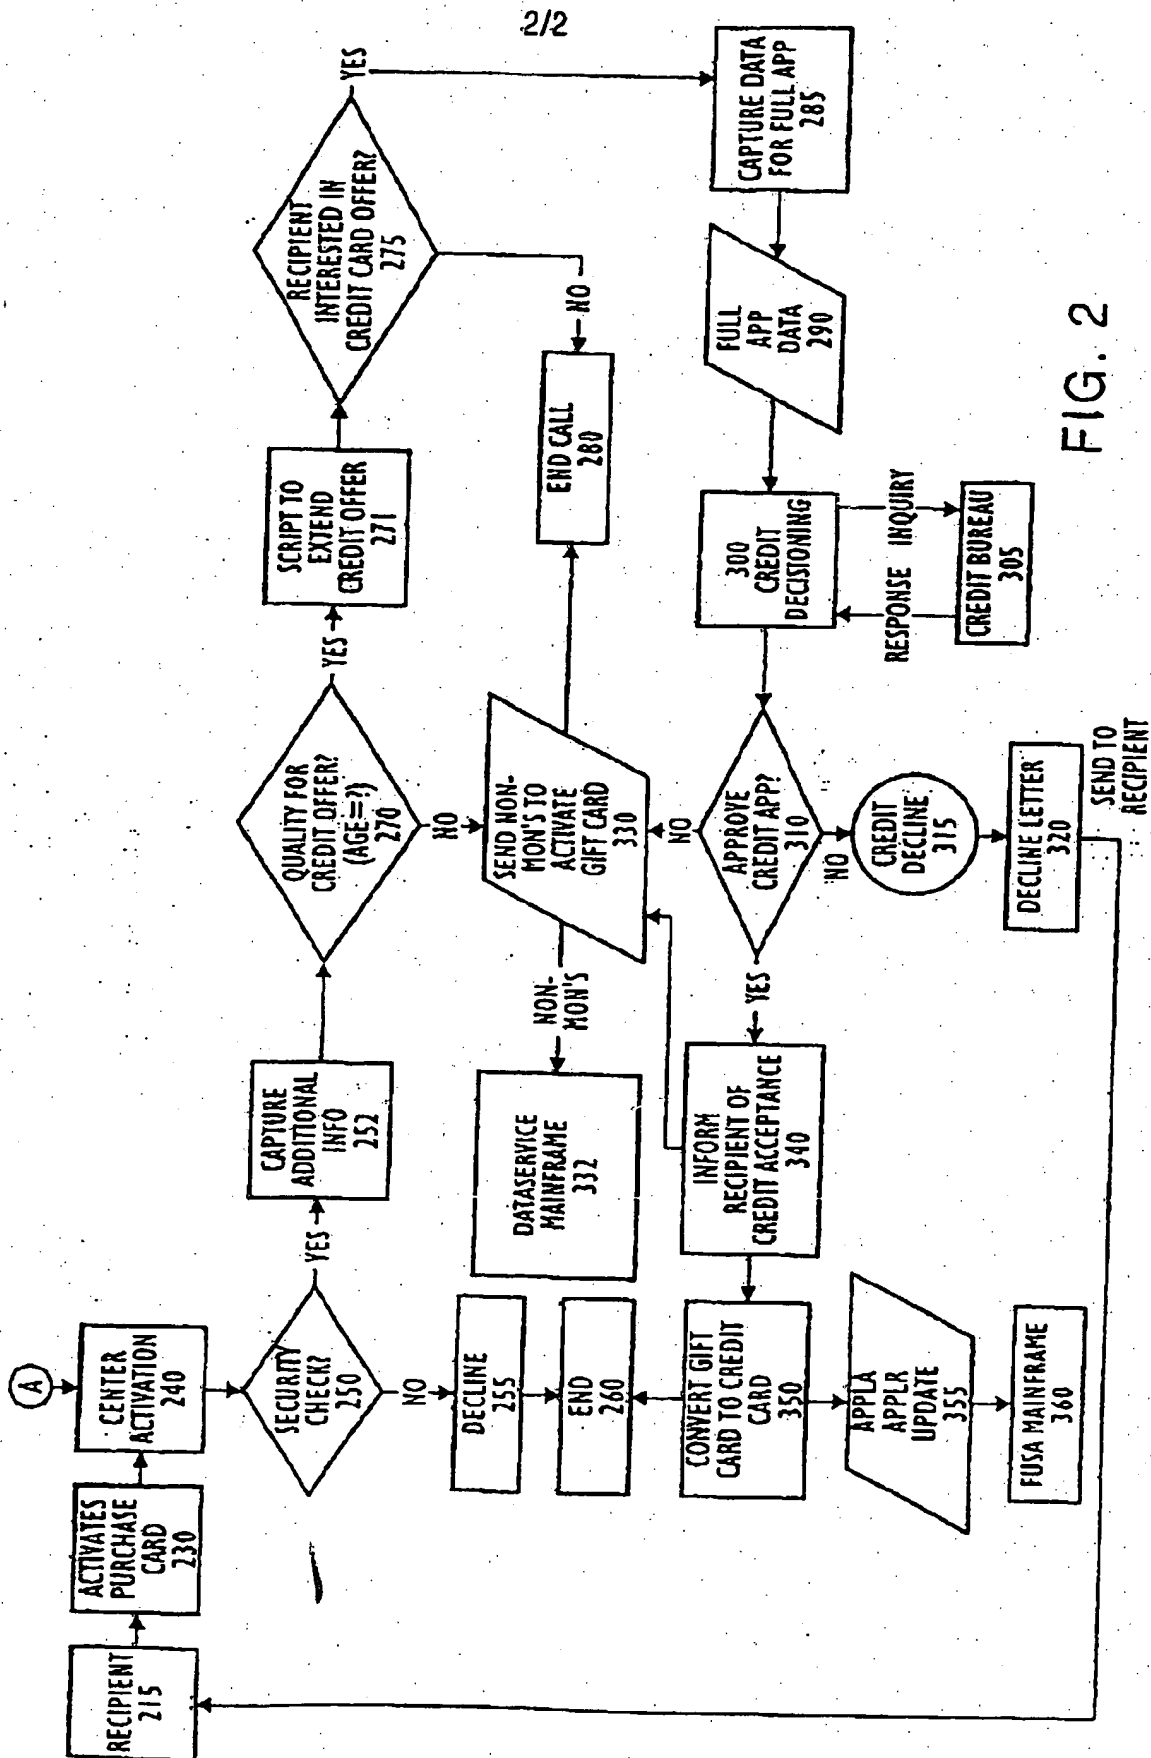 2/2
A
RECIPIENT
215
ACTIVATES
PURCHASE
CARD
230
CENTER
ACTIVATION
240
SECURITY
CHECK?
250
YES
NO
CAPTURE
ADDITIONAL
INFO
252
QUALITY FOR
CREDIT OFFER?
(AGE=?)
270
YES
NO
SCRIPT TO
EXTEND
CREDIT OFFER
271
RECIPIENT
INTERESTED IN
CREDIT CARD OFFER?
275
YES
NO
DECLINE
255
END
260
DATASERVICE
MAINFRAME
332
NON-
MON'S
SEND NON-
MON'S TO
ACTIVATE
GIFT CARD
330
END CALL
280
CAPTURE DATA
FOR FULL APP
285
FULL
APP
DATA
290
300
CREDIT
DECISIONING
RESPONSE
INQUIRY
CREDIT BUREAU
305
APPROVE
CREDIT APP?
310
NO
NO
YES
CREDIT
DECLINE
315
DECLINE LETTER
320
SEND TO
RECIPIENT
INFORM
RECIPIENT OF
CREDIT ACCEPTANCE
340
CONVERT GIFT
CARD TO CREDIT
CARD
350
APPLA
APPLR
UPDATE
355
FUSA MAINFRAME
360
FIG. 2